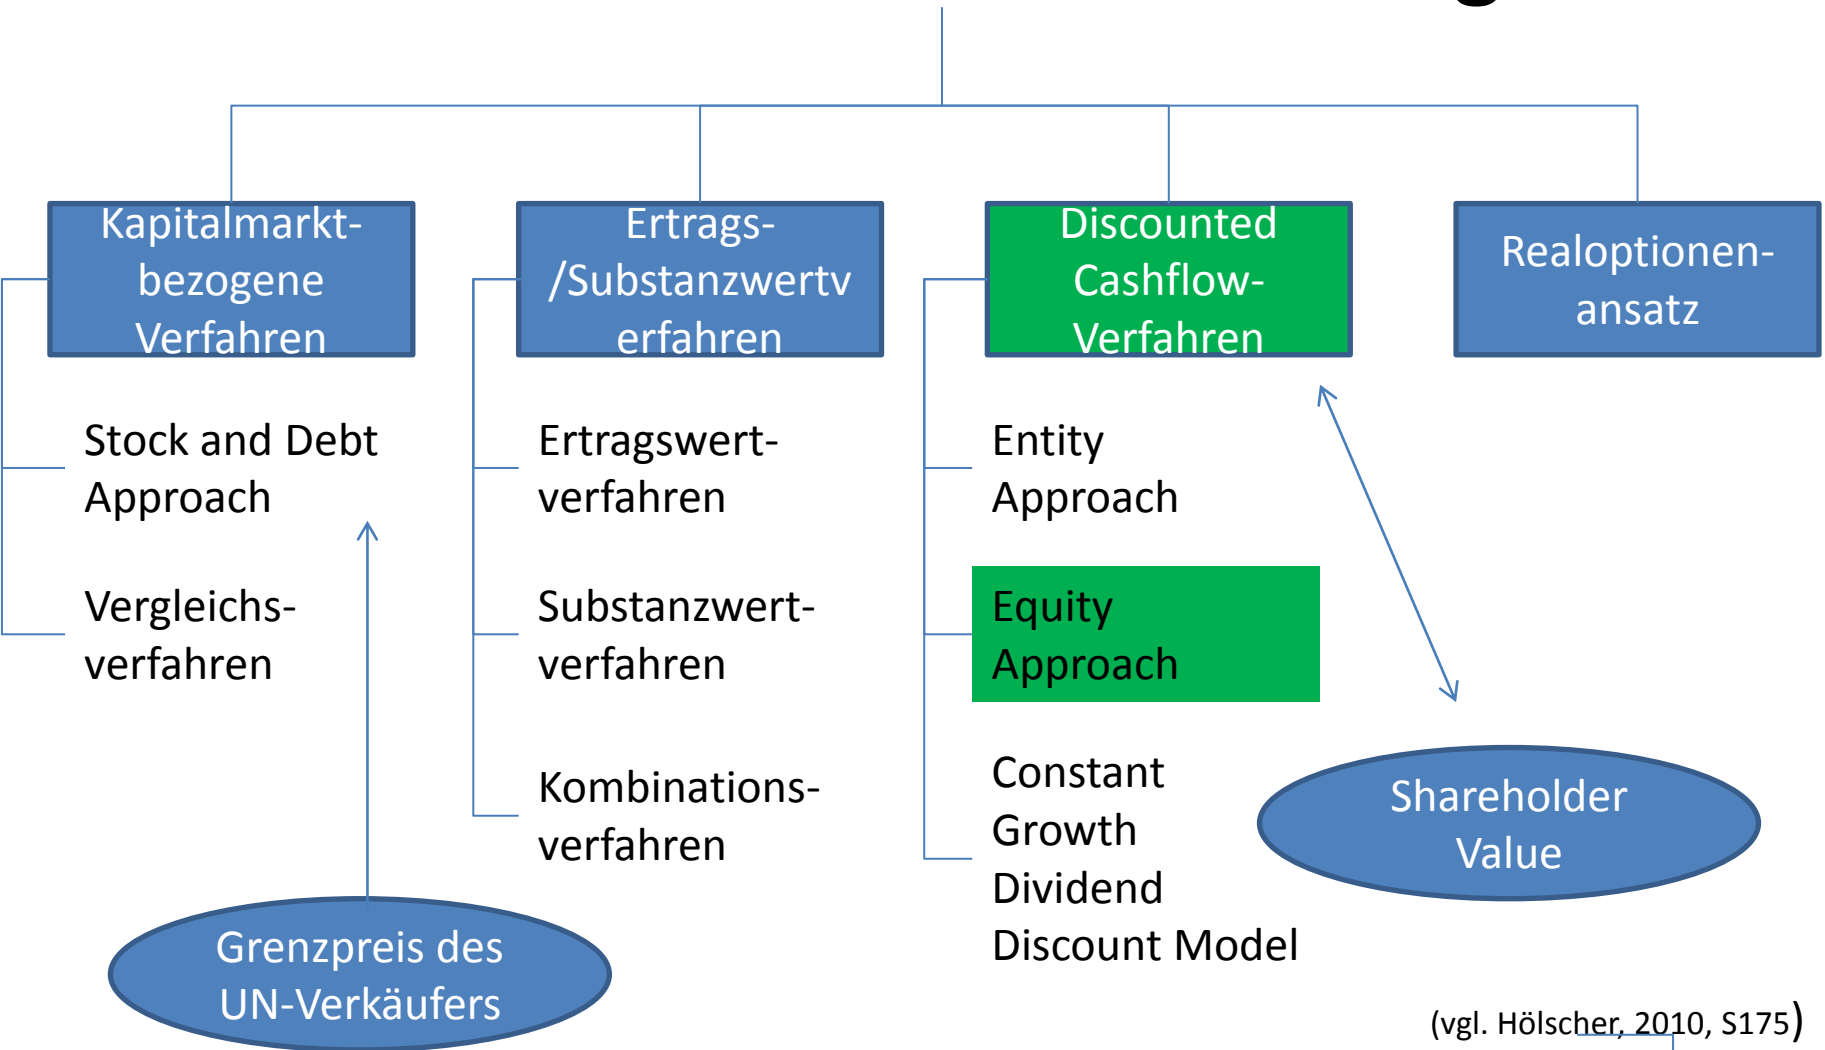 Kapitalmarkt-
bezogene
Verfahren
Ertrags-
/Substanzwertv
erfahren
Discounted
Cashflow-
Verfahren
Realoptionen-
ansatz
Stock and Debt
Approach
Vergleichs-
verfahren
Ertragswert-
verfahren
Substanzwert-
verfahren
Kombinations-
verfahren
Entity
Approach
Equity
Approach
Constant
Growth
Dividend
Discount Model
Shareholder
Value
Grenzpreis des
UN-Verkäufers
(vgl. Hölscher, 2010, S175)